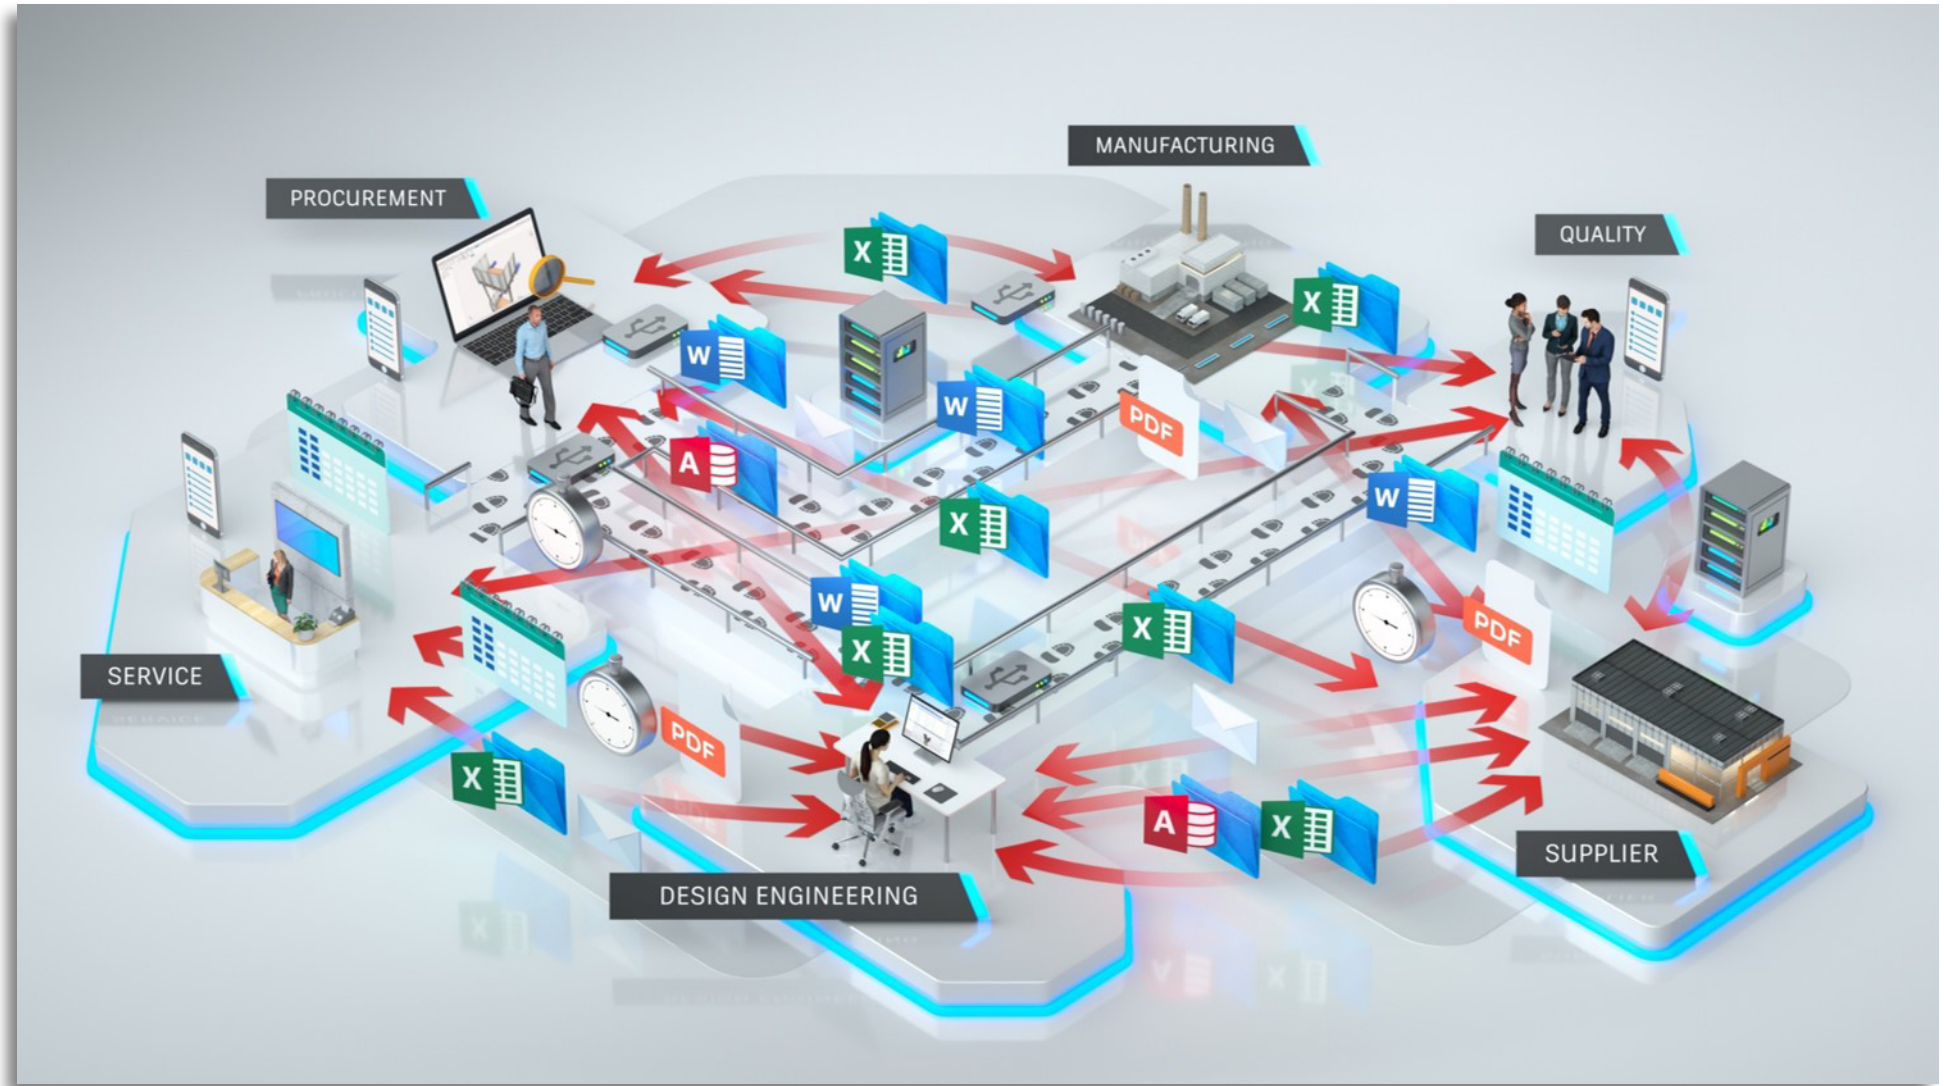 MANUFACTURING
PROCUREMENT
QUALITY
X
X
W
W
PDF
A
W
X
W
X
X
PDF
SERVICE
PDF
X
A
X
SUPPLIER
DESIGN ENGINEERING